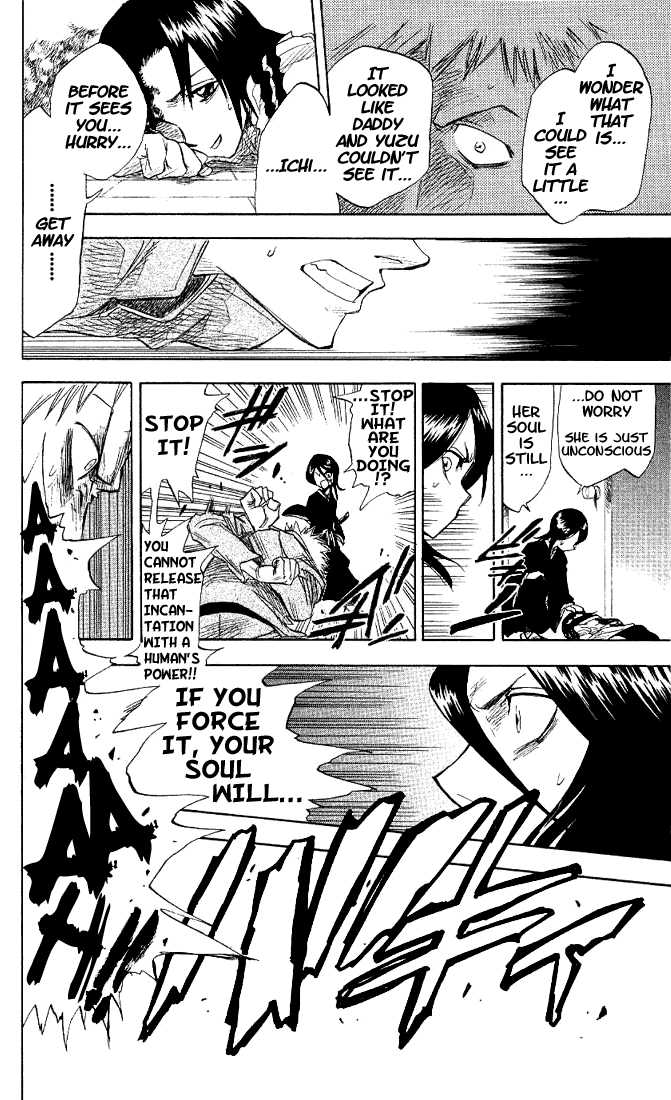 I
WONDER
WHAT
THAT
IS...
I
COULD
SEE
IT A
LITTLE
...
IT
LOOKED
LIKE
DADDY
AND YUZU
COULDN'T
SEE IT...
...ICHI...
BEFORE
IT SEES
YOU...
HURRY...
.........
GET
AWAY
.........
...DO NOT
WORRY
SHE IS JUST
UNCONSCIOUS
HER
SOUL
IS
STILL...
...STOP
IT!
WHAT
ARE
YOU
DOING
!?
STOP
IT!
YOU
CANNOT
RELEASE
THAT
INCAN-
TATION
WITH A
HUMAN'S
POWER!!
IF YOU
FORCE
IT, YOUR
SOUL
WILL...
AAAAAAH!!!
バキ